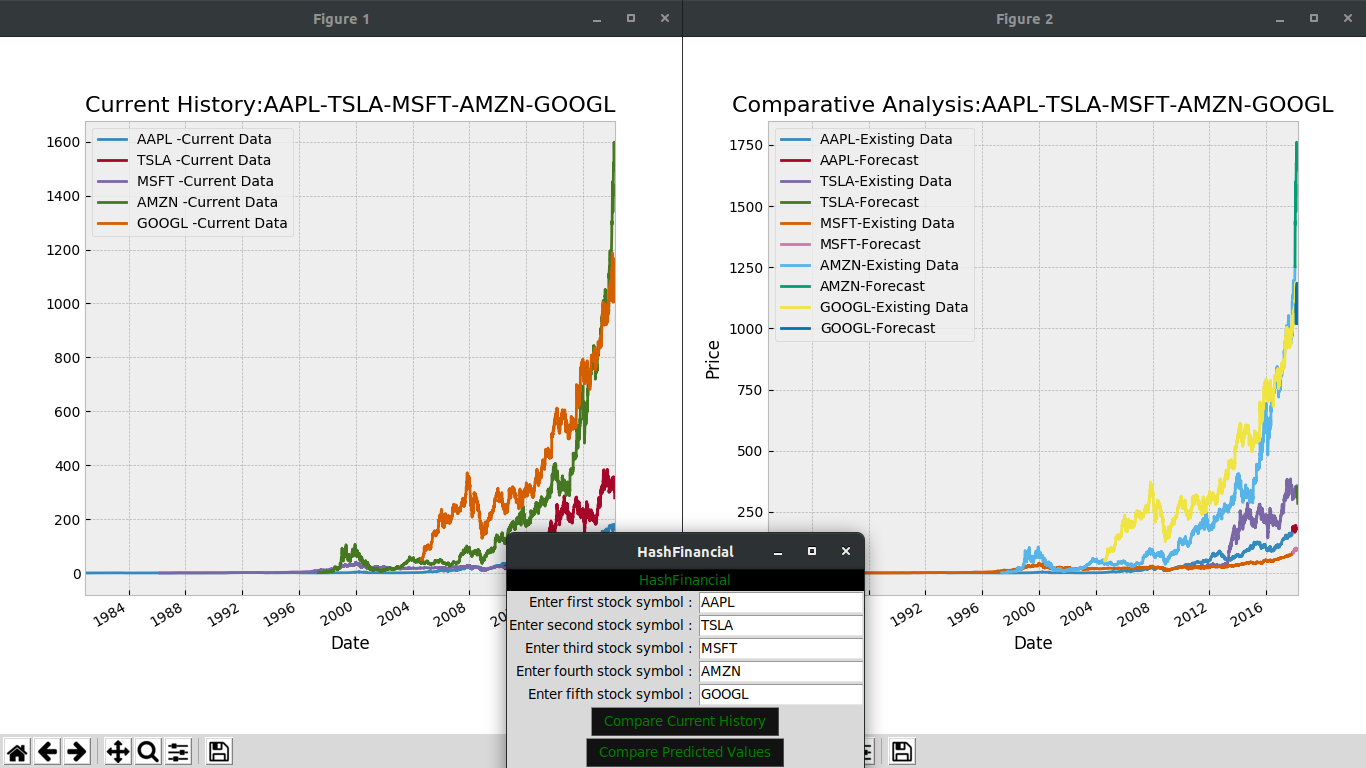 Figure 1
Current History:AAPL-TSLA-MSFT-AMZN-GOOGL
AAPL -Current Data
TSLA -Current Data
MSFT -Current Data
AMZN -Current Data
GOOGL -Current Data
1600
1400
1200
1000
800
600
400
200
0
1984
1988
1992
1996
2000
2004
2008
Date
Figure 2
Comparative Analysis:AAPL-TSLA-MSFT-AMZN-GOOGL
AAPL-Existing Data
AAPL-Forecast
TSLA-Existing Data
TSLA-Forecast
MSFT-Existing Data
MSFT-Forecast
AMZN-Existing Data
AMZN-Forecast
GOOGL-Existing Data
GOOGL-Forecast
Price
1750
1500
1250
1000
750
500
250
1992
1996
2000
2004
2008
2012
2016
Date
HashFinancial
HashFinancial
Enter first stock symbol : AAPL
Enter second stock symbol : TSLA
Enter third stock symbol : MSFT
Enter fourth stock symbol : AMZN
Enter fifth stock symbol : GOOGL
Compare Current History
Compare Predicted Values